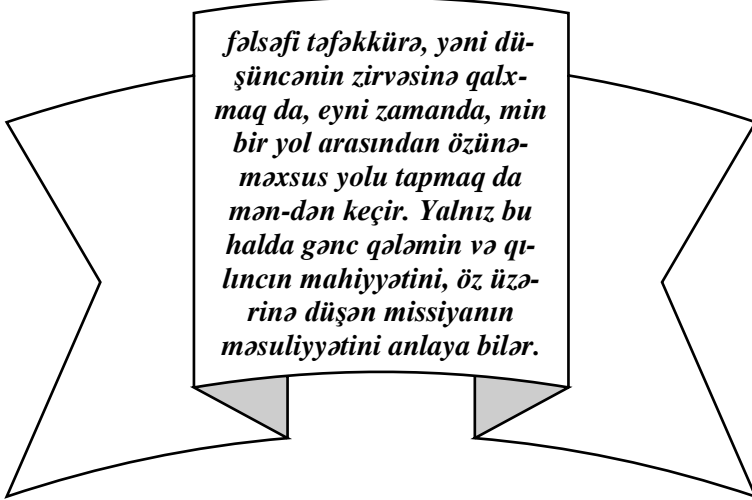 fəlsəfi təfəkkürə, yəni dü-
şüncənin zirvəsinə qalx-
maq da, eyni zamanda, min
bir yol arasından özünə-
məxsus yolu tapmaq da
mən-dən keçir. Yalnız bu
halda gənc qələmin və qı-
lıncın mahiyyətini, öz üzə-
rinə düşən missiyanın
məsuliyyətini anlaya bilər.